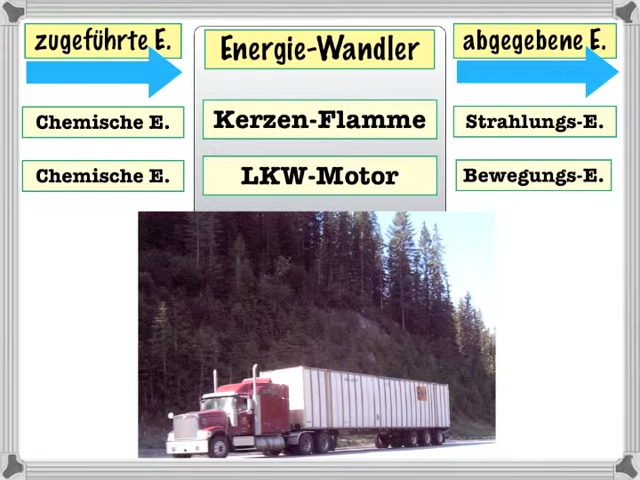 zugeführte E.
Energie-Wandler
abgegebene E.
Chemische E.
Kerzen-Flamme
Strahlungs-E.
Chemische E.
LKW-Motor
Bewegungs-E.